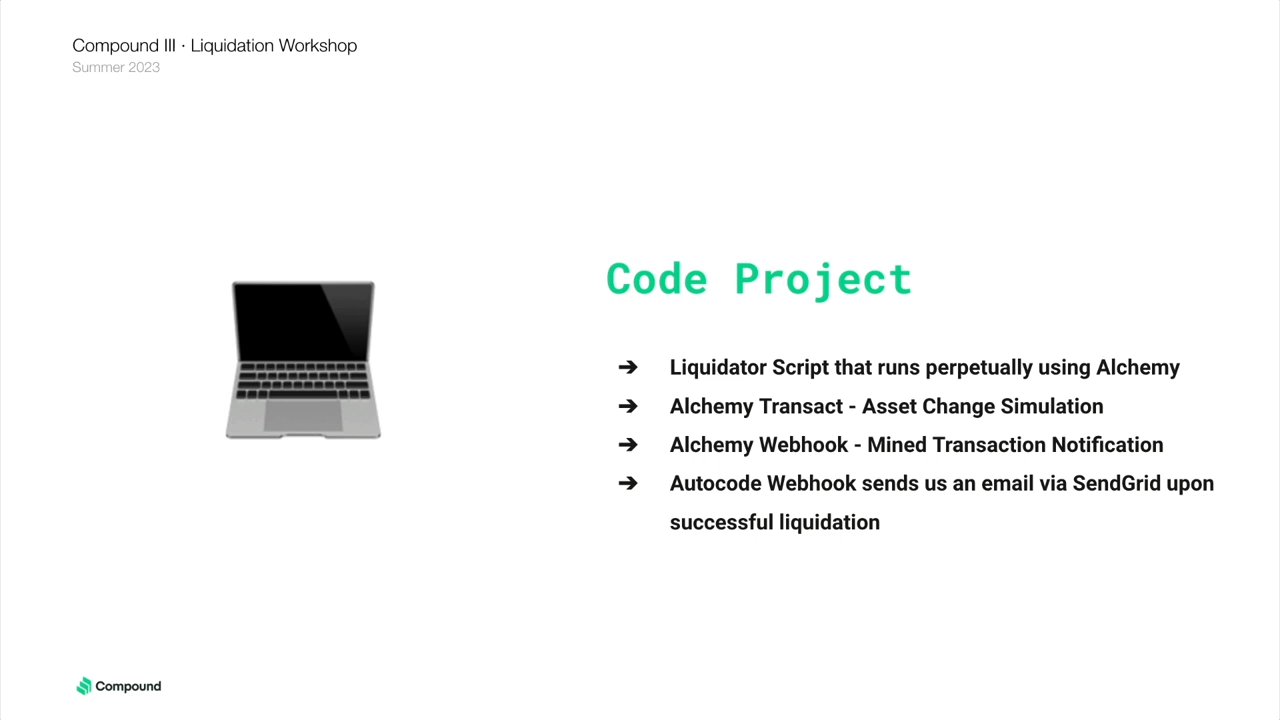 Compound III · Liquidation Workshop
Summer 2023
Code Project
➔ Liquidator Script that runs perpetually using Alchemy
➔ Alchemy Transact - Asset Change Simulation
➔ Alchemy Webhook - Mined Transaction Notification
➔ Autocode Webhook sends us an email via SendGrid upon
successful liquidation
Compound